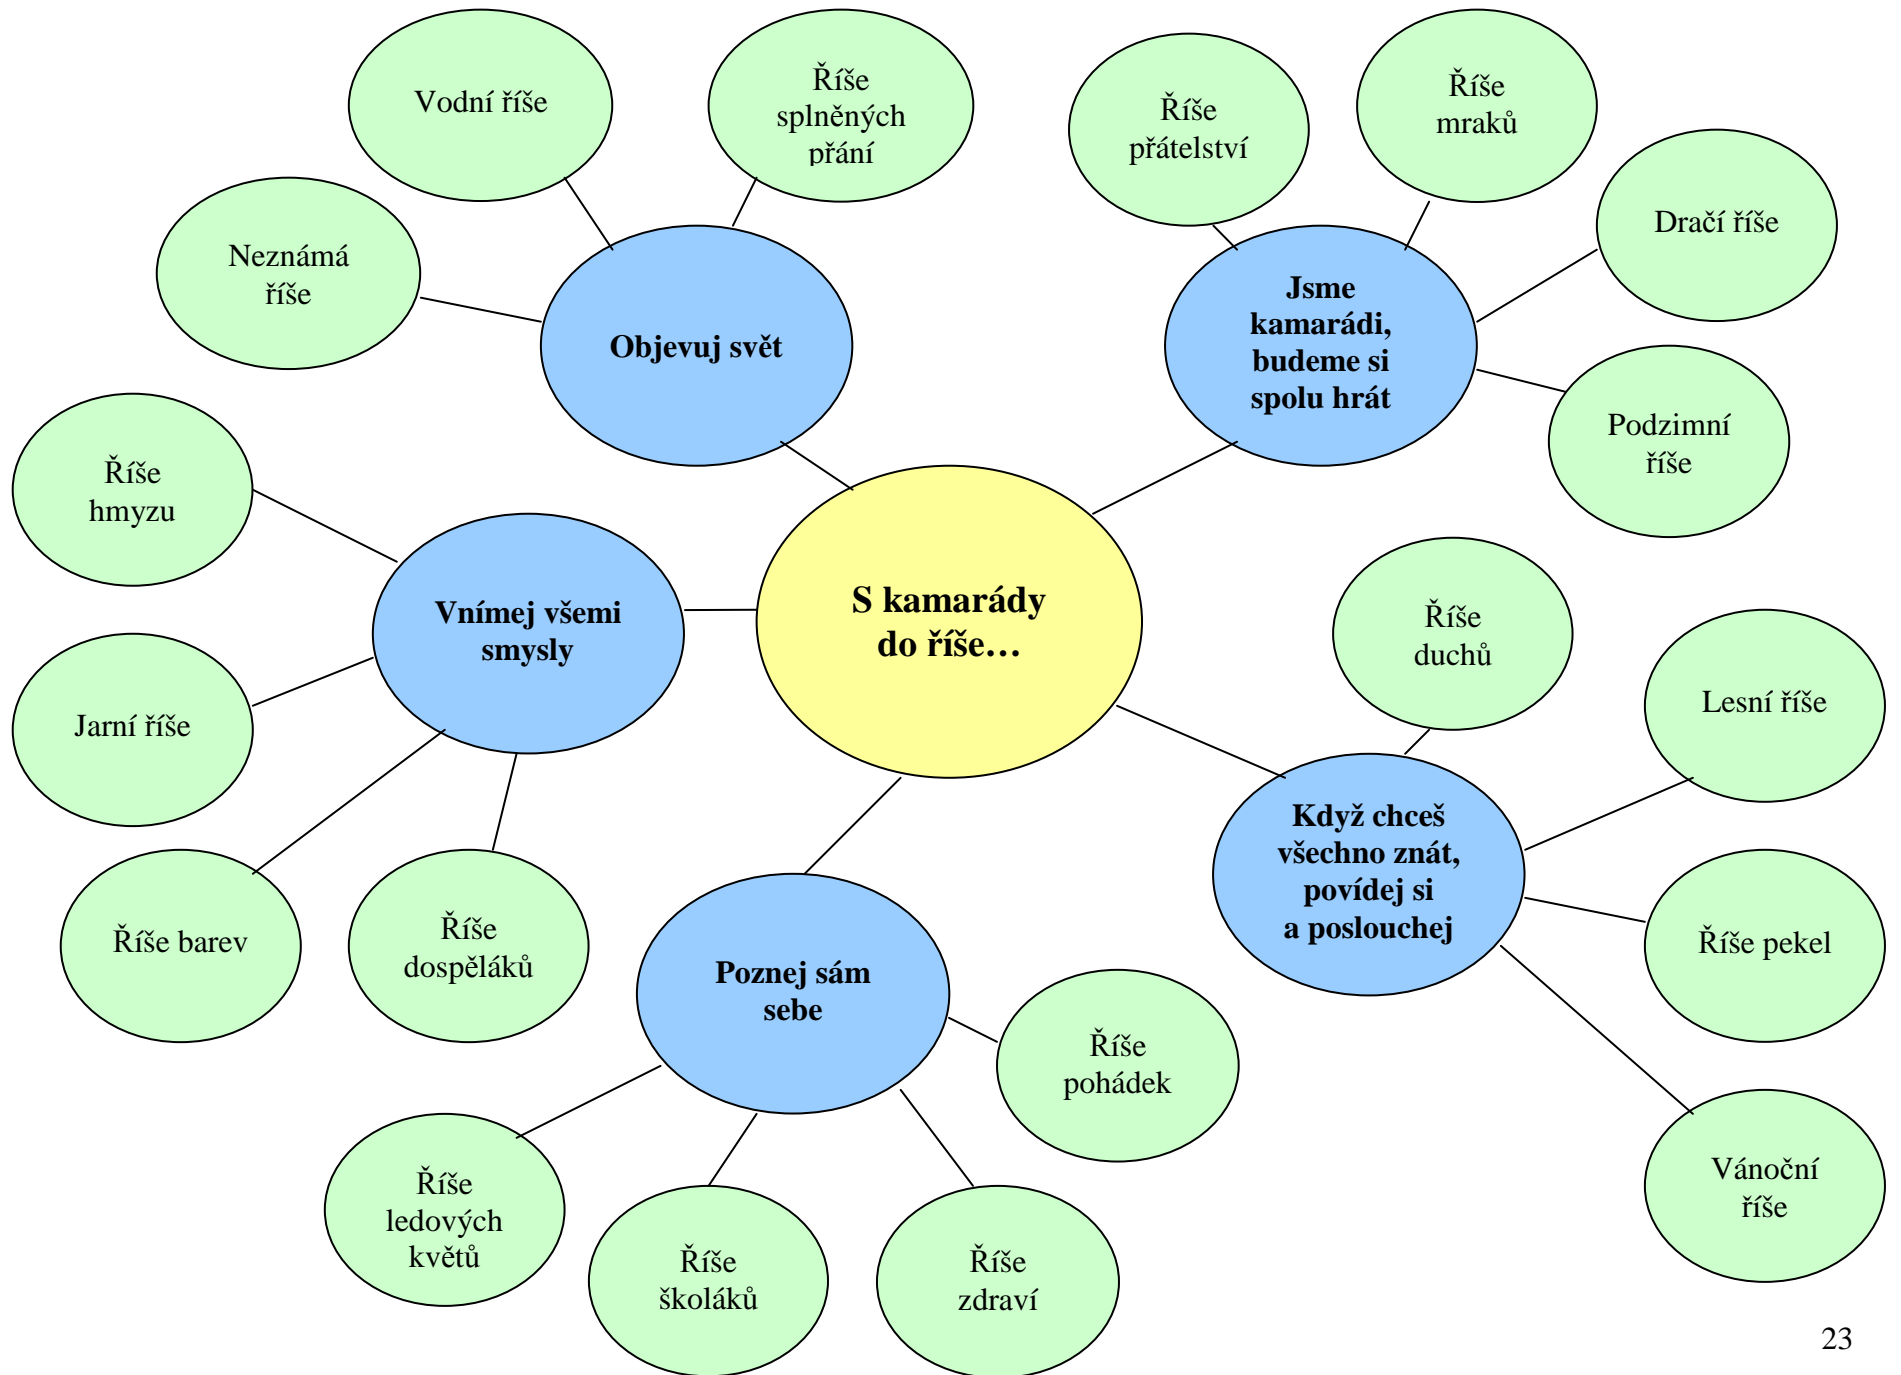 Vodní říše
Říše
splněných
přání
Říše
přátelství
Říše
mraků
Dračí říše
Neznámá
říše
Objevuj svět
Jsme
kamarádi,
budeme si
spolu hrát
Podzimní
říše
Říše
hmyzu
Vnímej všemi
smysly
S kamarády
do říše…
Říše
duchů
Lesní říše
Jarní říše
Když chceš
všechno znát,
povídej si
a poslouchej
Říše barev
Říše
dospěláků
Poznej sám
sebe
Říše pekel
Říše
pohádek
Vánoční
říše
Říše
ledových
květů
Říše
školáků
Říše
zdraví
23